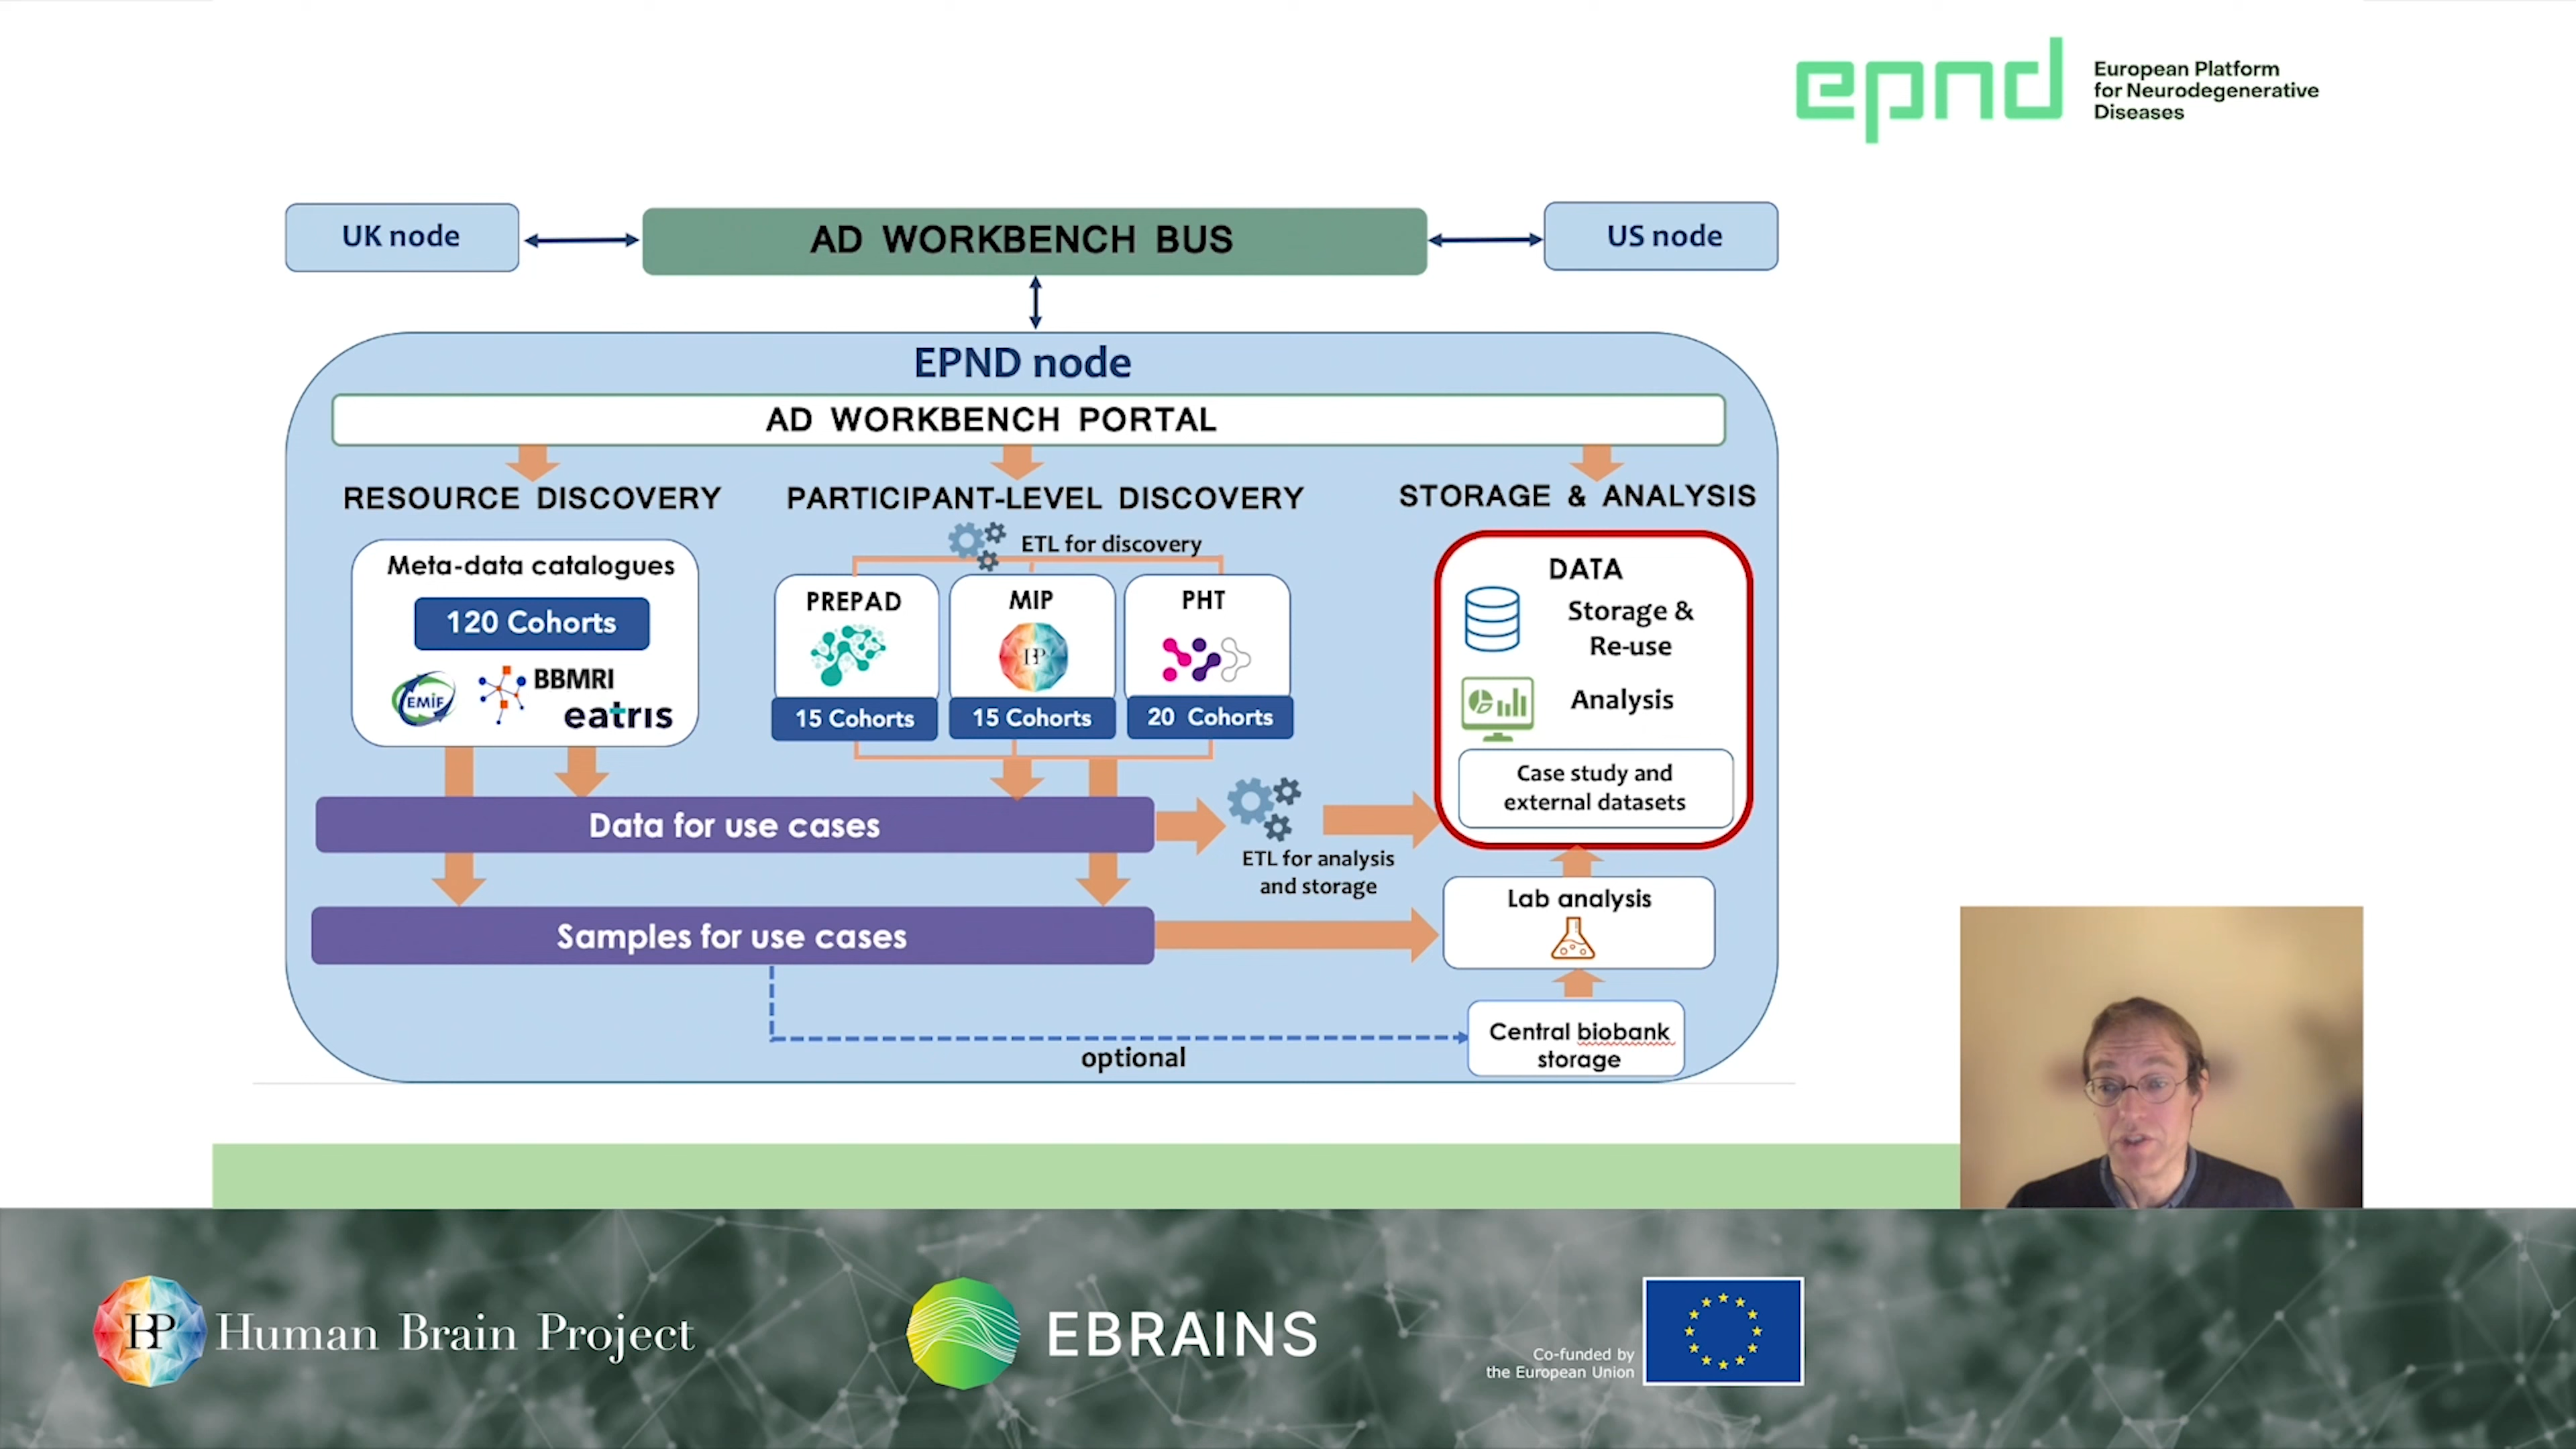 epnd
European Platform
for Neurodegenerative
Diseases
UK node
AD WORKBENCH BUS
US node
EPND node
AD WORKBENCH PORTAL
RESOURCE DISCOVERY
PARTICIPANT-LEVEL DISCOVERY
STORAGE & ANALYSIS
Meta-data catalogues
120 Cohorts
EMIF
BBMRI
eatris
ETL for discovery
PREPAD
15 Cohorts
MIP
HBP
15 Cohorts
PHT
20 Cohorts
DATA
Storage &
Re-use
Analysis
Case study and
external datasets
Data for use cases
ETL for analysis
and storage
Samples for use cases
Lab analysis
optional
Central biobank
storage
HBP Human Brain Project
EBRAINS
Co-funded by
the European Union